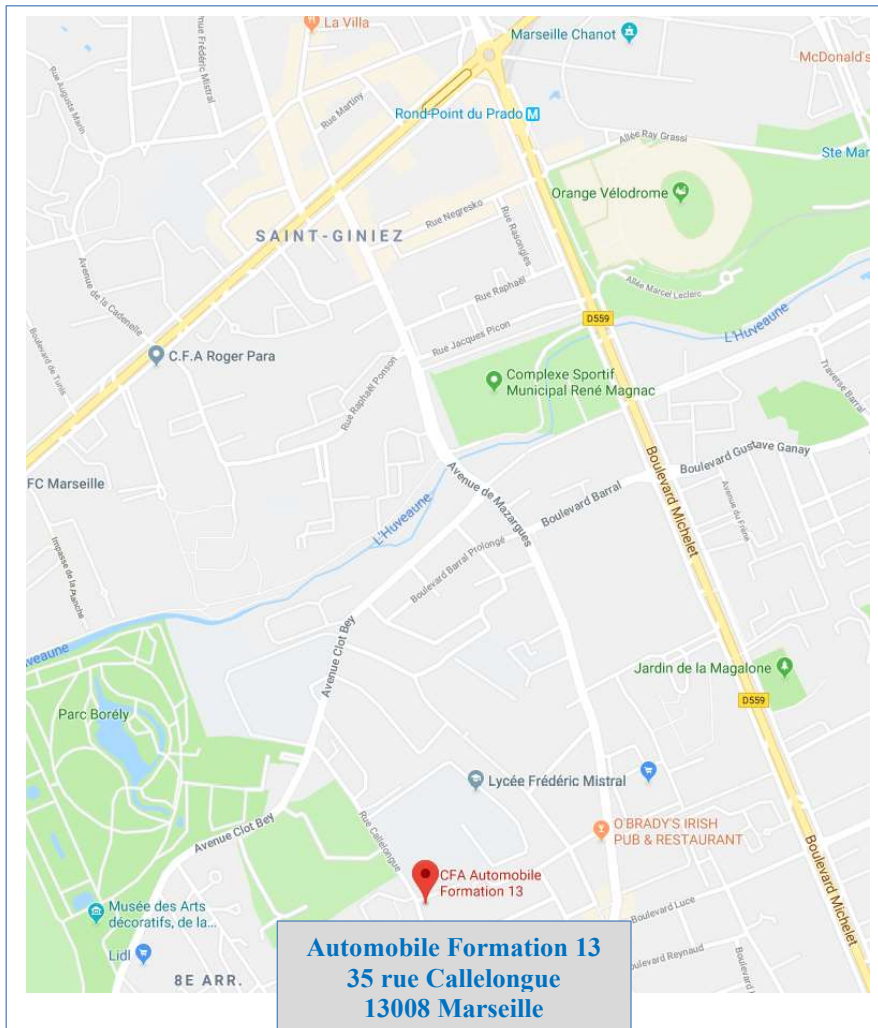 La Villa
Marseille Chanot
McDonald's
nue Frédéric Mistral
Rue Auguste Marin
Rue Martiny
Rond-Point du Prado M
Allée Ray Grassi
Ste Mar
Orange Vélodrome
Rue Negresko
Rue Rasongles
SAINT-GINIEZ
Avenue de la Cadenelle
Rue Raphaël
Allée Marcel Leclerc
L'Huveaune
D559
Rue Jacques Picon
Boulevard de Tunis
C.F.A Roger Para
Rue Raphaël Ponson
Complexe Sportif
Municipal René Magnac
Traverse Barral
Boulevard Gustave Ganay
Boulevard Michelet
FC Marseille
Avenue de Mazargues
Boulevard Barral
Avenue du Frêne
L'Huveaune
Impasse de la Planche
Boulevard Barral Prolongé
Avenue Clot Bey
veaune
Jardin de la Magalone
D559
Parc Borély
Lycée Frédéric Mistral
Rue Callelongue
O'BRADY'S IRISH
PUB & RESTAURANT
Avenue Clot Bey
Boulevard Michelet
CFA Automobile
Formation 13
Musée des Arts
décoratifs, de la...
Boulevard Luce
Lidl
Boulevard Reynaud
8E ARR.
Automobile Formation 13
35 rue Callelongue
13008 Marseille